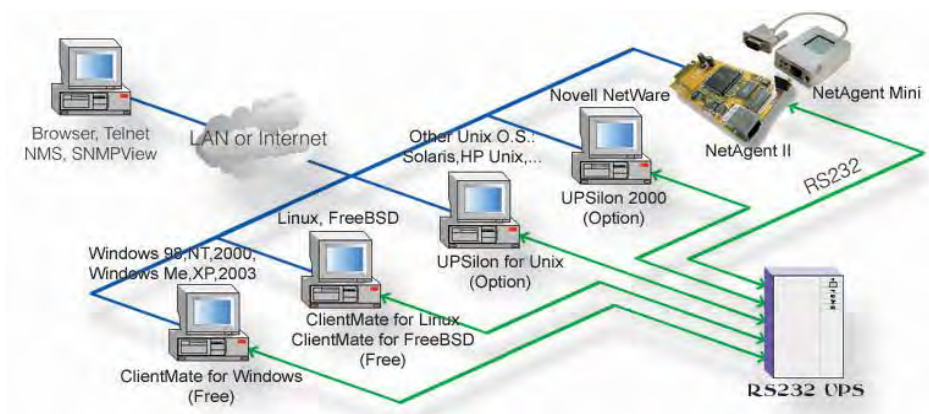 Browser, Telnet
NMS, SNMPView
LAN or Internet
Novell NetWare
NetAgent Mini
NetAgent II
Other Unix O.S.:
Solaris,HP Unix,...
UPSilon 2000
(Option)
RS232
Linux, FreeBSD
UPSilon for Unix
(Option)
Windows 98,NT,2000,
Windows Me,XP,2003
ClientMate for Linux
ClientMate for FreeBSD
(Free)
ClientMate for Windows
(Free)
RS232 UPS